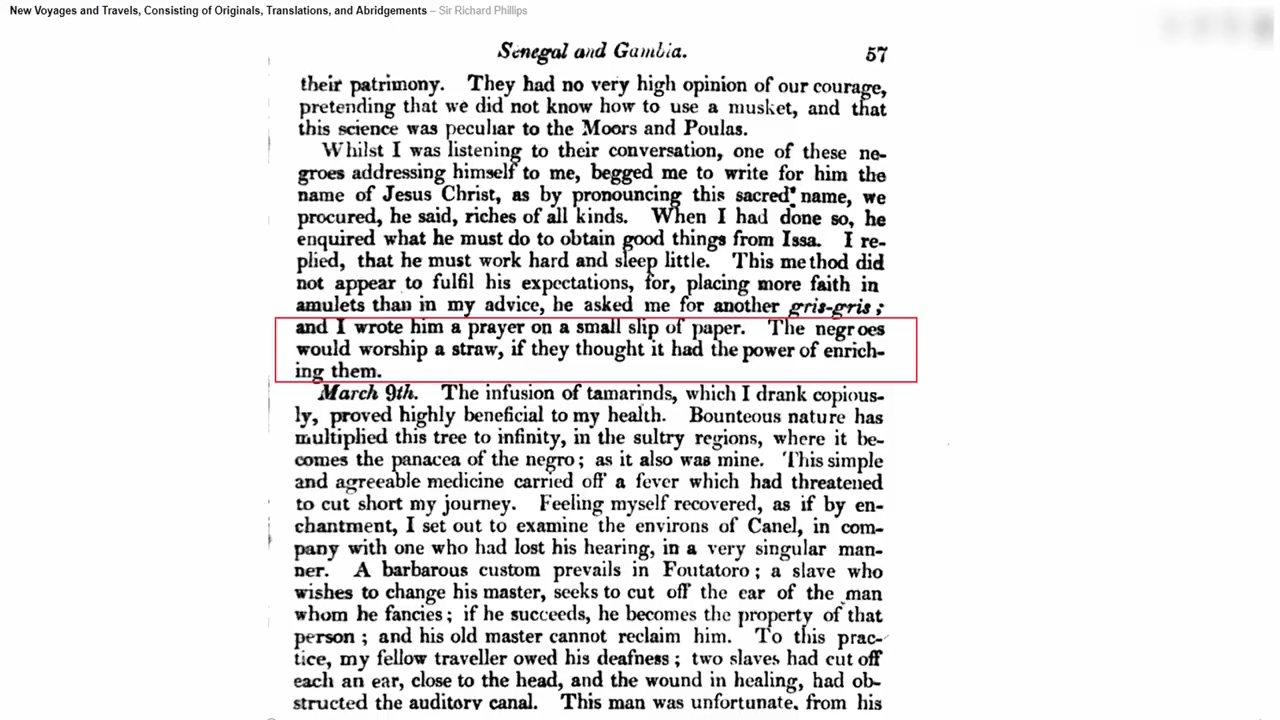 New Voyages and Travels, Consisting of Originals, Translations, and Abridgements – Sir Richard Phillips
Senegal and Gambia. 57
their patrimony. They had no very high opinion of our courage,
pretending that we did not know how to use a musket, and that
this science was peculiar to the Moors and Poulas.
Whilst I was listening to their conversation, one of these ne-
groes addressing himself to me, begged me to write for him the
name of Jesus Christ, as by pronouncing this sacred name, we
procured, he said, riches of all kinds. When I had done so, he
enquired what he must do to obtain good things from Issa. I re-
plied, that he must work hard and sleep little. This method did
not appear to fulfil his expectations, for, placing more faith in
amulets than in my advice, he asked me for another gris-gris;
and I wrote him a prayer on a small slip of paper. The negroes
would worship a straw, if they thought it had the power of enrich-
ing them.
March 9th. The infusion of tamarinds, which I drank copious-
ly, proved highly beneficial to my health. Bounteous nature has
multiplied this tree to infinity, in the sultry regions, where it be-
comes the panacea of the negro; as it also was mine. This simple
and agreeable medicine carried off a fever which had threatened
to cut short my journey. Feeling myself recovered, as if by en-
chantment, I set out to examine the environs of Canel, in com-
pany with one who had lost his hearing, in a very singular man-
ner. A barbarous custom prevails in Foutatoro; a slave who
wishes to change his master, seeks to cut off the ear of the man
whom he fancies; if he succeeds, he becomes the property of that
person; and his old master cannot reclaim him. To this prac-
tice, my fellow traveller owed his deafness; two slaves had cut off
each an ear, close to the head, and the wound in healing, had ob-
structed the auditory canal. This man was unfortunate, from his